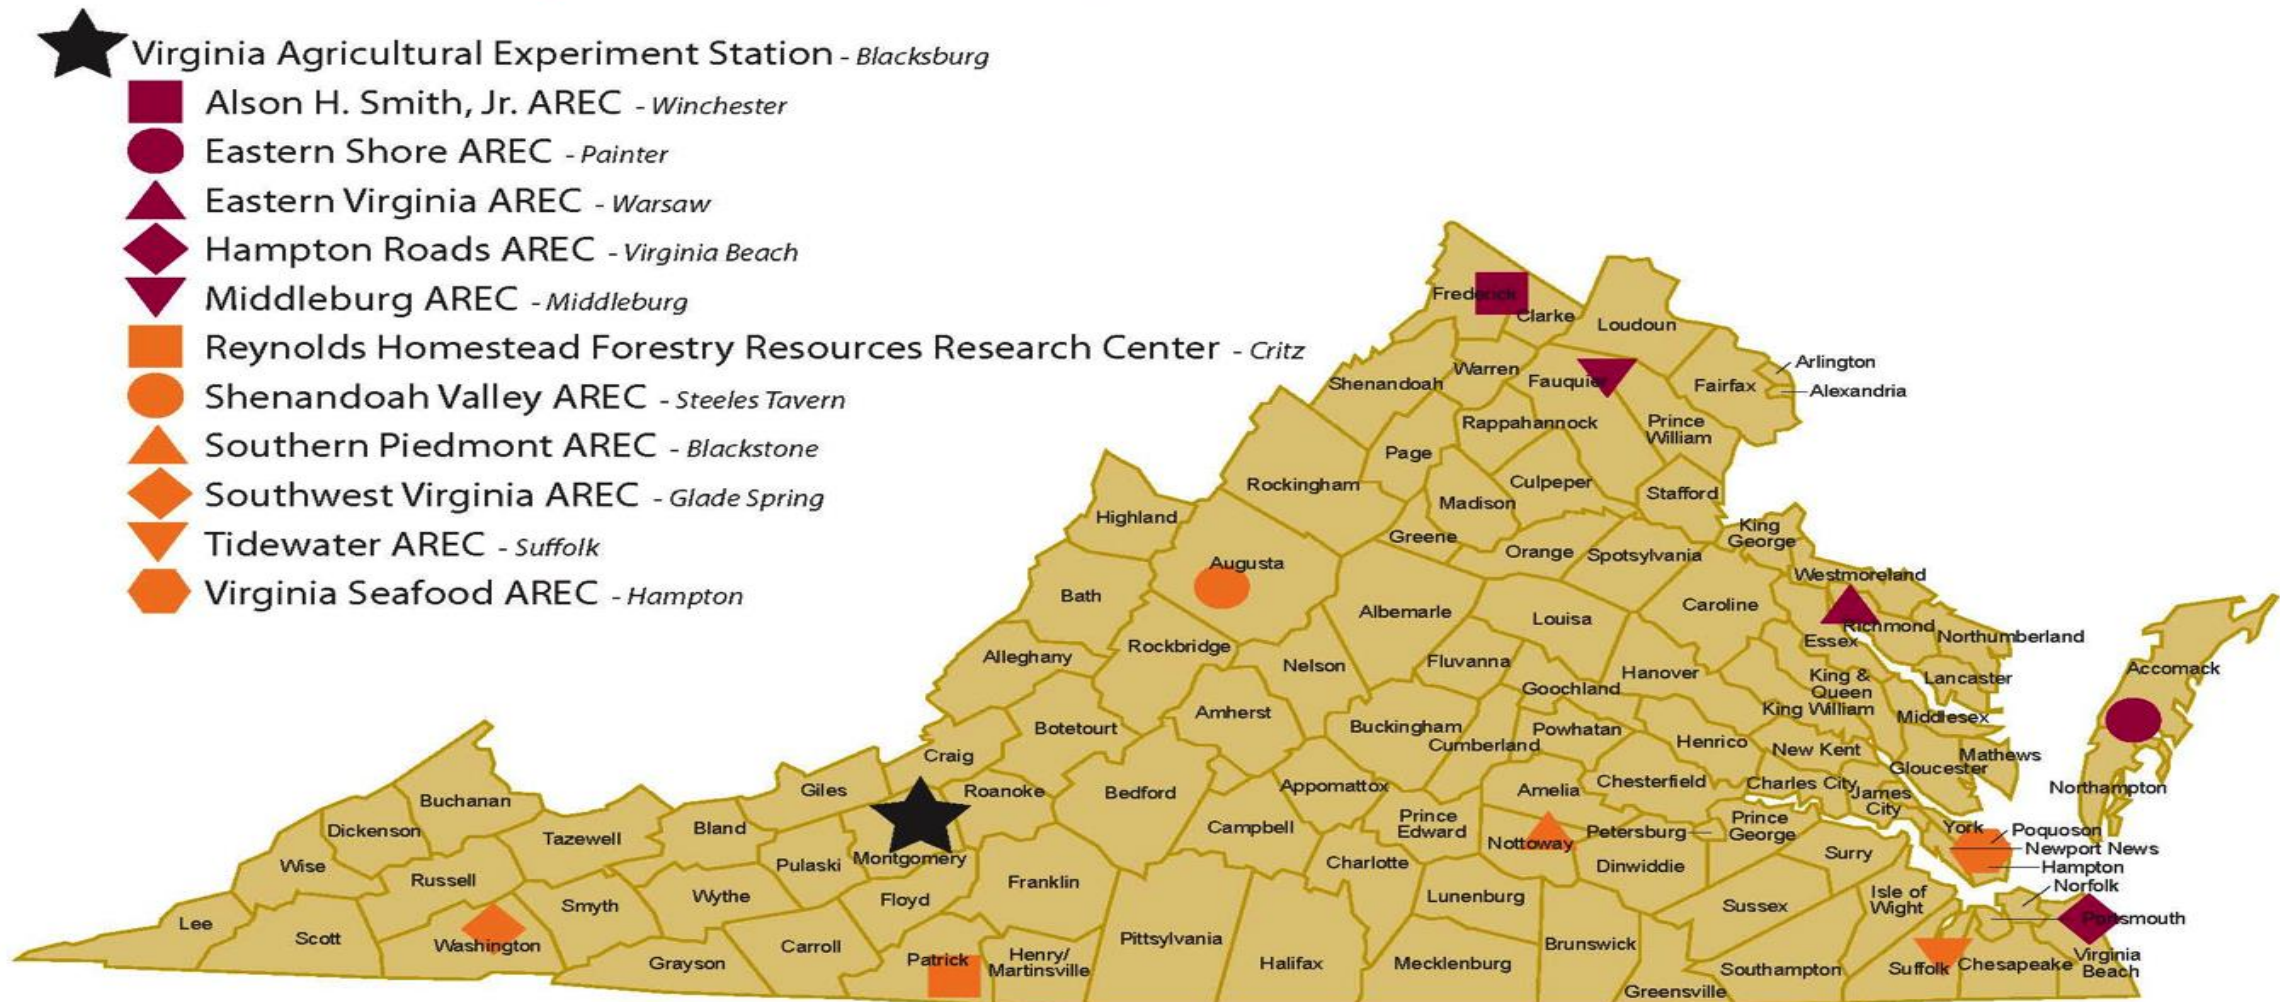 Virginia Agricultural Experiment Station - Blacksburg
Alson H. Smith, Jr. AREC - Winchester
Eastern Shore AREC - Painter
Eastern Virginia AREC - Warsaw
Hampton Roads AREC - Virginia Beach
Middleburg AREC - Middleburg
Reynolds Homestead Forestry Resources Research Center - Critz
Shenandoah Valley AREC - Steeles Tavern
Southern Piedmont AREC - Blackstone
Southwest Virginia AREC - Glade Spring
Tidewater AREC - Suffolk
Virginia Seafood AREC - Hampton
Frederick
Clarke
Loudoun
Arlington
Alexandria
Fairfax
Warren
Fauquier
Shenandoah
Rappahannock
Prince
William
Page
Rockingham
Culpeper
Stafford
Madison
Highland
King
George
Greene
Orange
Spotsylvania
Augusta
Westmoreland
Bath
Albemarle
Louisa
Caroline
Richmond
Northumberland
Essex
Rockbridge
Alleghany
Nelson
Fluvanna
Hanover
Accomack
Goochland
King &
Queen
Lancaster
King William
Middlesex
Amherst
Botetourt
Buckingham
Cumberland
Powhatan
Henrico
New Kent
Mathews
Gloucester
Craig
Giles
Roanoke
Bedford
Appomattox
Amelia
Chesterfield
Charles City
James
City
Northampton
Buchanan
Dickenson
Tazewell
Bland
Campbell
Prince
Edward
Nottoway
Petersburg
Prince
George
York
Poquoson
Newport News
Hampton
Norfolk
Portsmouth
Wise
Russell
Pulaski
Montgomery
Charlotte
Dinwiddie
Surry
Franklin
Floyd
Wythe
Smyth
Lunenburg
Sussex
Isle of
Wight
Lee
Scott
Washington
Grayson
Carroll
Patrick
Henry/
Martinsville
Pittsylvania
Halifax
Mecklenburg
Brunswick
Greensville
Southampton
Suffolk
Chesapeake
Virginia
Beach